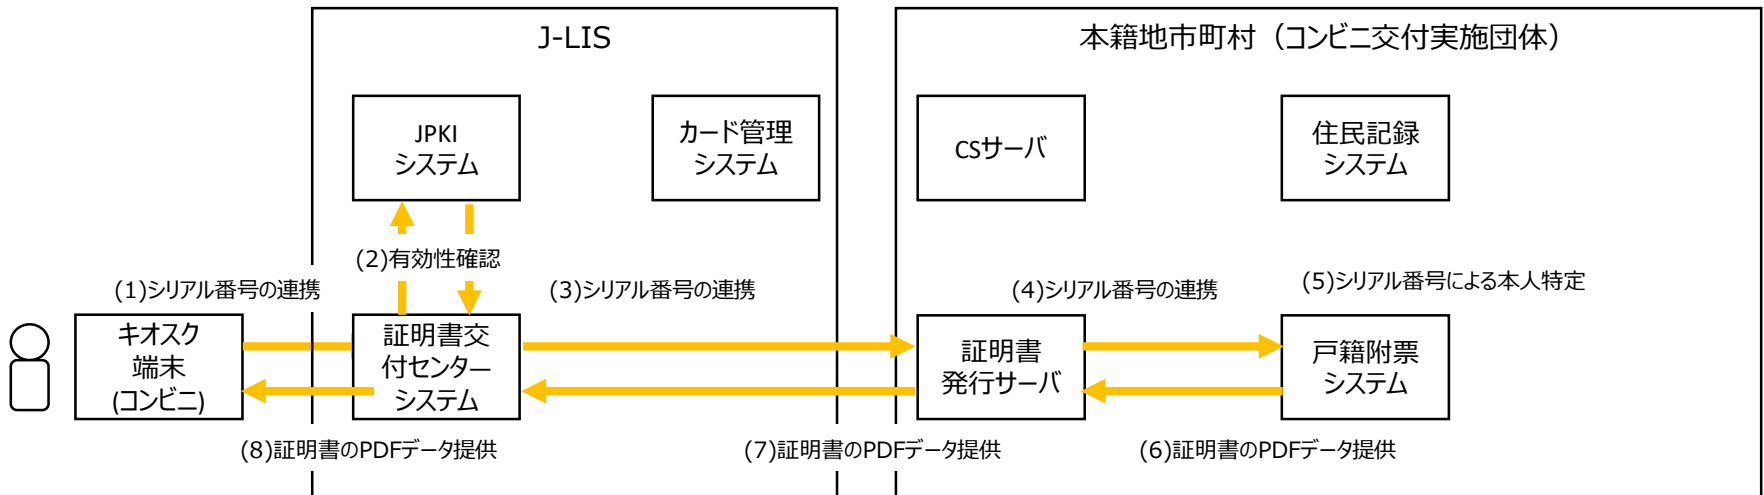 J-LIS
本籍地市町村（コンビニ交付実施団体）
JPKI
システム
カード管理
システム
CSサーバ
住民記録
システム
(2)有効性確認
(1)シリアル番号の連携
(3)シリアル番号の連携
(4)シリアル番号の連携
(5)シリアル番号による本人特定
キオスク
端末
(コンビニ)
証明書交
付センター
システム
証明書
発行サーバ
戸籍附票
システム
(8)証明書のPDFデータ提供
(7)証明書のPDFデータ提供
(6)証明書のPDFデータ提供